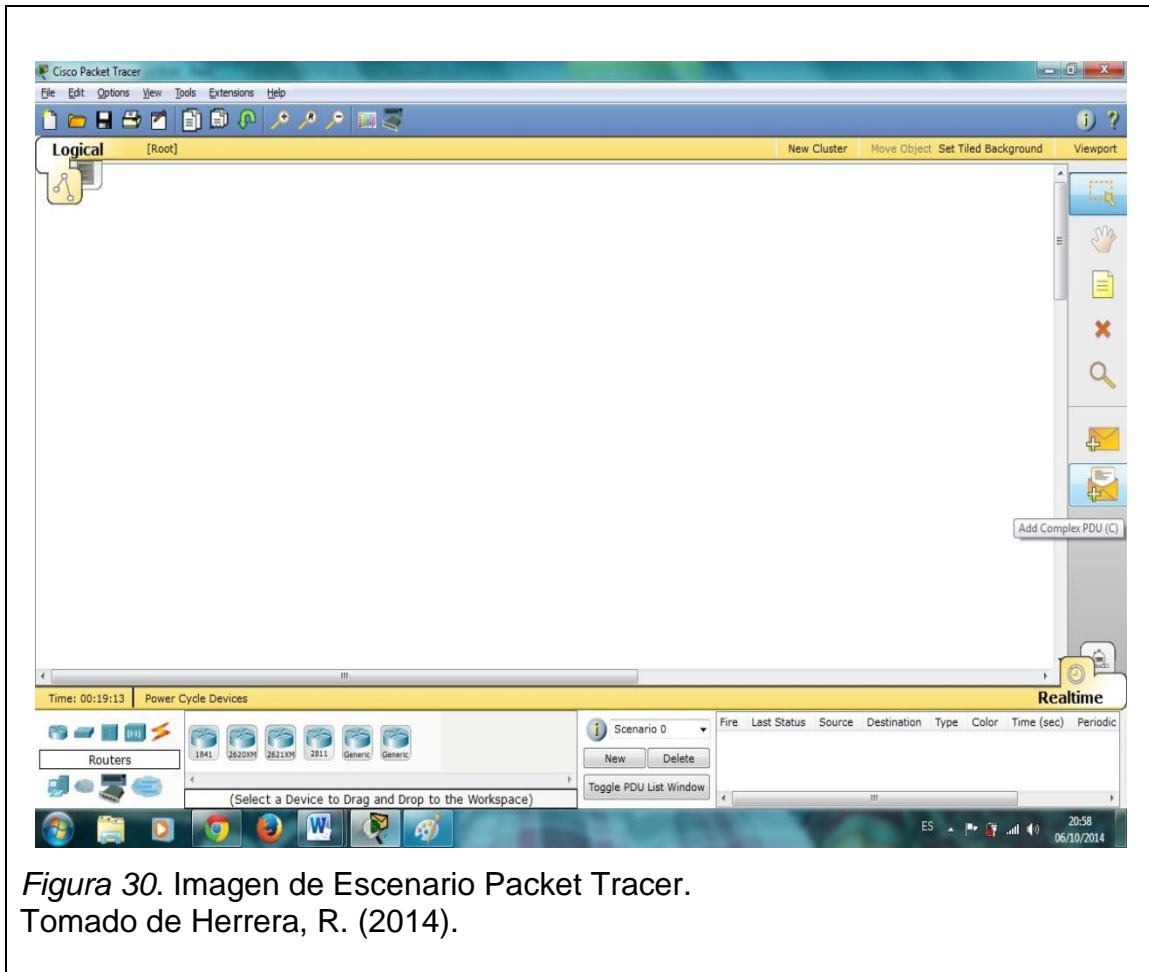 Cisco Packet Tracer
File Edit Options View Tools Extensions Help
Logical [Root] New Cluster Move Object Set Tiled Background Viewport
Add Complex PDU (C)
Time: 00:19:13 Power Cycle Devices Realtime
Routers
1841 2620XM 2621XM 2811 Generic Generic
(Select a Device to Drag and Drop to the Workspace)
Scenario 0
New Delete
Toggle PDU List Window
Fire Last Status Source Destination Type Color Time (sec) Periodic
ES 20:58
06/10/2014
Figura 30. Imagen de Escenario Packet Tracer.
Tomado de Herrera, R. (2014).